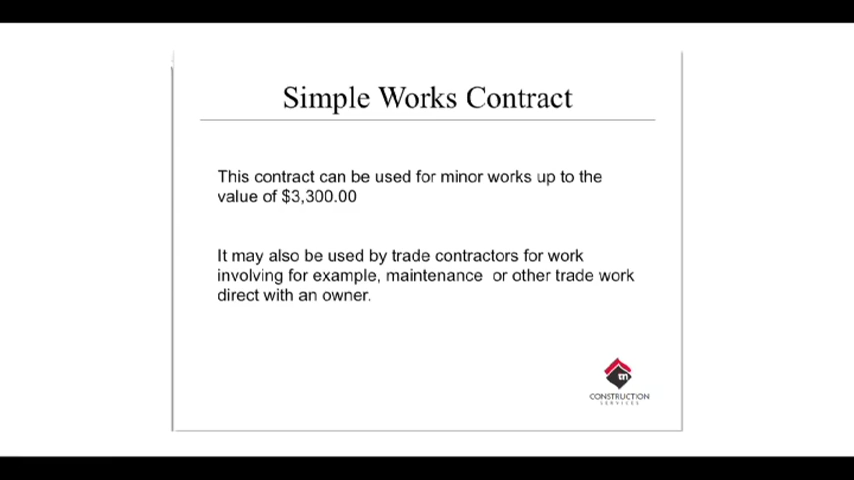 Simple Works Contract
This contract can be used for minor works up to the
value of $3,300.00
It may also be used by trade contractors for work
involving for example, maintenance  or other trade work
direct with an owner.
CONSTRUCTION
SERVICES